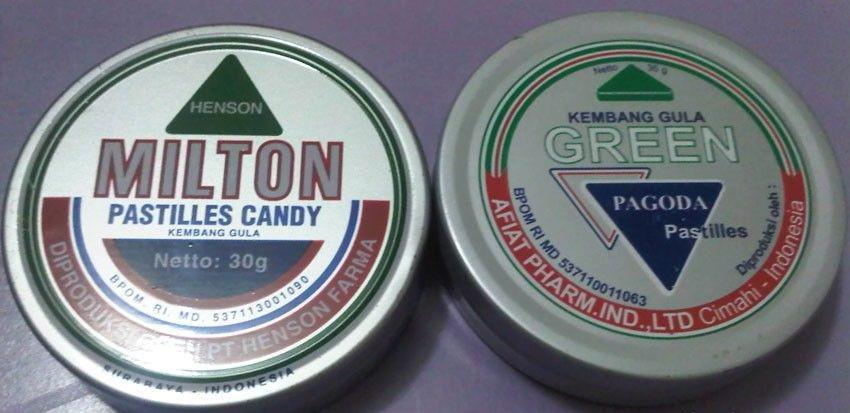 HENSON
MILTON
PASTILLES CANDY
KEMBANG GULA
Netto: 30g
BPOM. RI. MD. 537113001090
DIPRODUKSI OLEH PT HENSON FARMA
SURABAYA - INDONESIA
Netto 30 g
KEMBANG GULA
GREEN
PAGODA
Pastilles
BPOM RI MD 537110011063
Diproduksi oleh :
AFIAT PHARM.IND.,LTD Cimahi - Indonesia